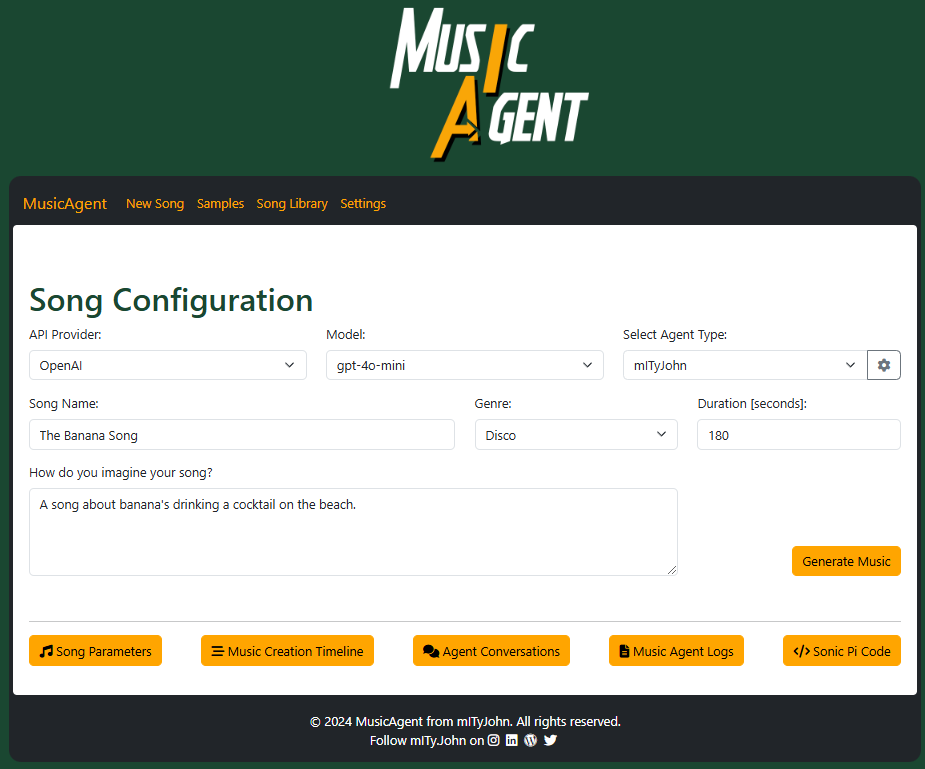 Music
Agent
MusicAgent New Song Samples Song Library Settings
Song Configuration
API Provider: Model: Select Agent Type:
OpenAI gpt-4o-mini mITyJohn
Song Name: Genre: Duration [seconds]:
The Banana Song Disco 180
How do you imagine your song?
A song about banana's drinking a cocktail on the beach.
Generate Music
Song Parameters Music Creation Timeline Agent Conversations Music Agent Logs Sonic Pi Code
© 2024 MusicAgent from mITyJohn. All rights reserved.
Follow mITy.John on